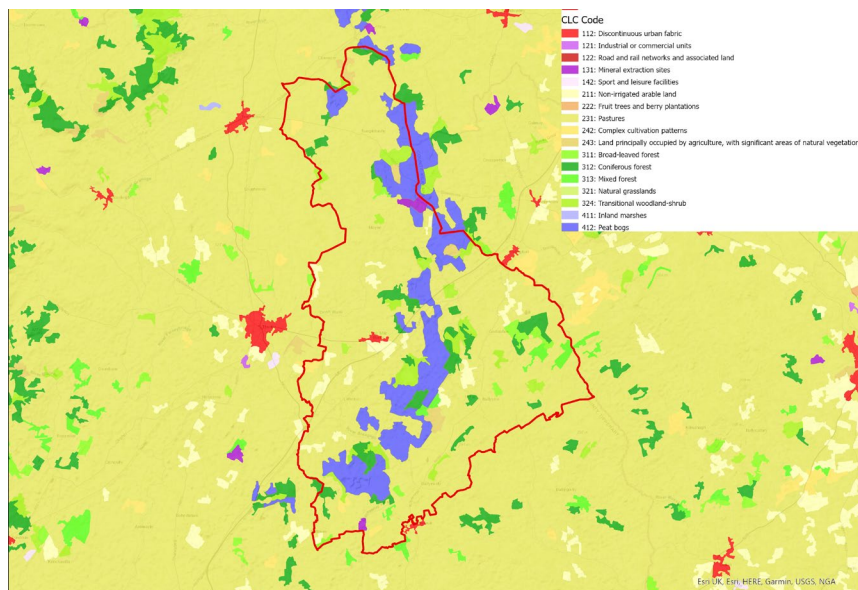 CLC Code
112: Discontinuous urban fabric
121: Industrial or commercial units
122: Road and rail networks and associated land
131: Mineral extraction sites
142: Sport and leisure facilities
211: Non-irrigated arable land
222: Fruit trees and berry plantations
231: Pastures
242: Complex cultivation patterns
243: Land principally occupied by agriculture, with significant areas of natural vegetation
311: Broad-leaved forest
312: Coniferous forest
313: Mixed forest
321: Natural grasslands
324: Transitional woodland-shrub
411: Inland marshes
412: Peat bogs
Esri UK, Esri, HERE, Garmin, USGS, NGA